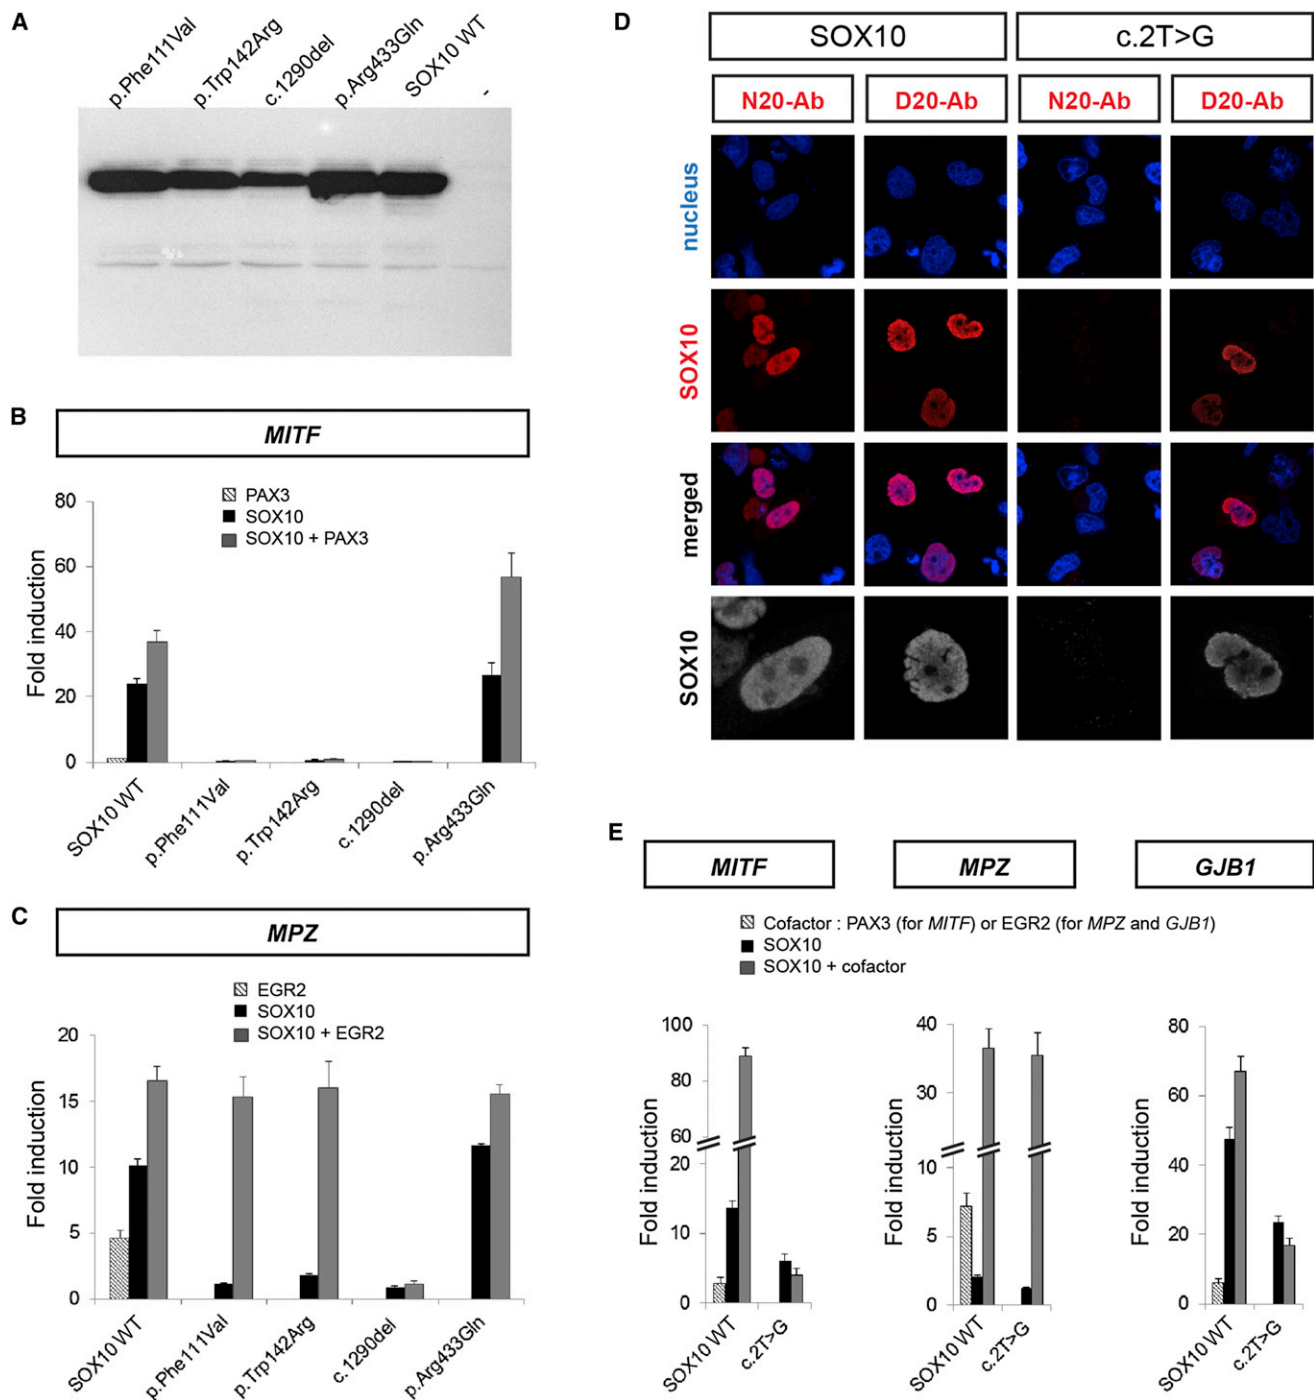 A
p.Phe111Val
p.Trp142Arg
c.1290del
p.Arg433Gln
SOX10 WT
-
B
MITF
PAX3
SOX10
SOX10 + PAX3
Fold induction
80
60
40
20
0
SOX10 WT
p.Phe111Val
p.Trp142Arg
c.1290del
p.Arg433Gln
C
MPZ
EGR2
SOX10
SOX10 + EGR2
Fold induction
20
15
10
5
0
SOX10 WT
p.Phe111Val
p.Trp142Arg
c.1290del
p.Arg433Gln
D
SOX10
c.2T>G
N20-Ab
D20-Ab
N20-Ab
D20-Ab
nucleus
SOX10
merged
SOX10
E
MITF
MPZ
GJB1
Cofactor : PAX3 (for MITF) or EGR2 (for MPZ and GJB1)
SOX10
SOX10 + cofactor
Fold induction
100
80
60
20
10
0
SOX10 WT
c.2T>G
Fold induction
40
30
10
5
0
SOX10 WT
c.2T>G
Fold induction
80
60
40
20
0
SOX10 WT
c.2T>G